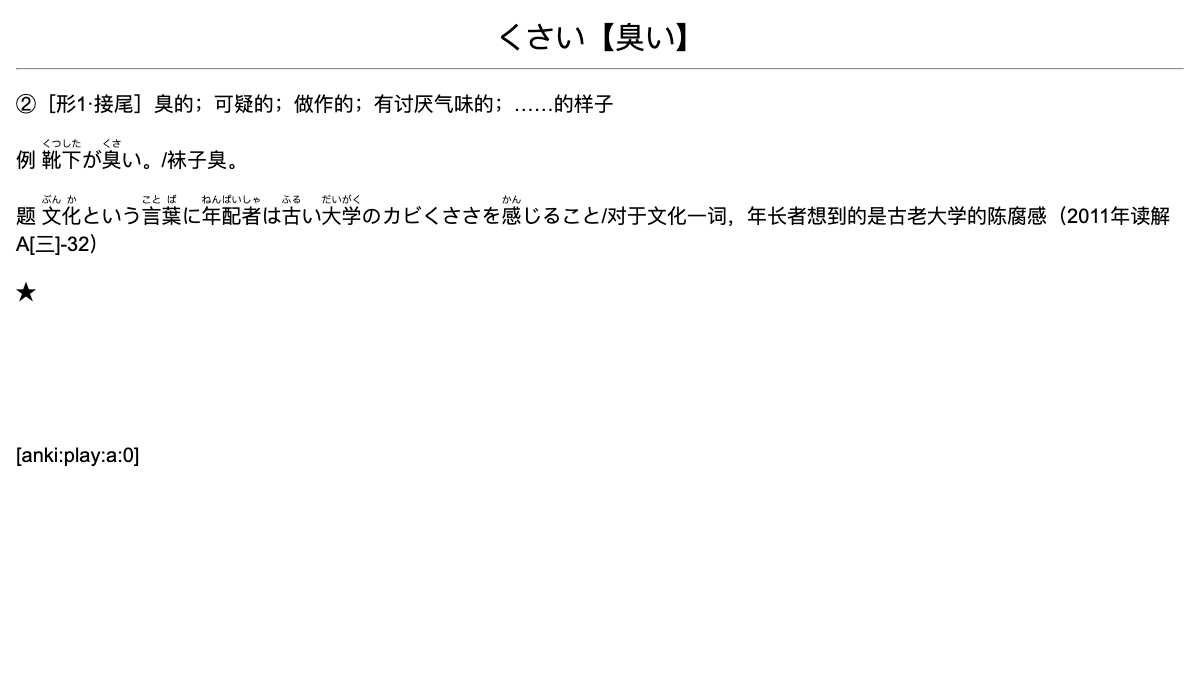 くさい【臭い】
②［形1·接尾］臭的；可疑的；做作的；有讨厌气味的；……的样子
くつした くさ
例 靴下が臭い。/袜子臭。
ぶん か こと ば ねんぱいしゃ ふる だいがく かん
题 文化という言葉に年配者は古い大学のカビくささを感じること/对于文化一词，年长者想到的是古老大学的陈腐感（2011年读解
A[三]-32）
★
[anki:play:a:0]